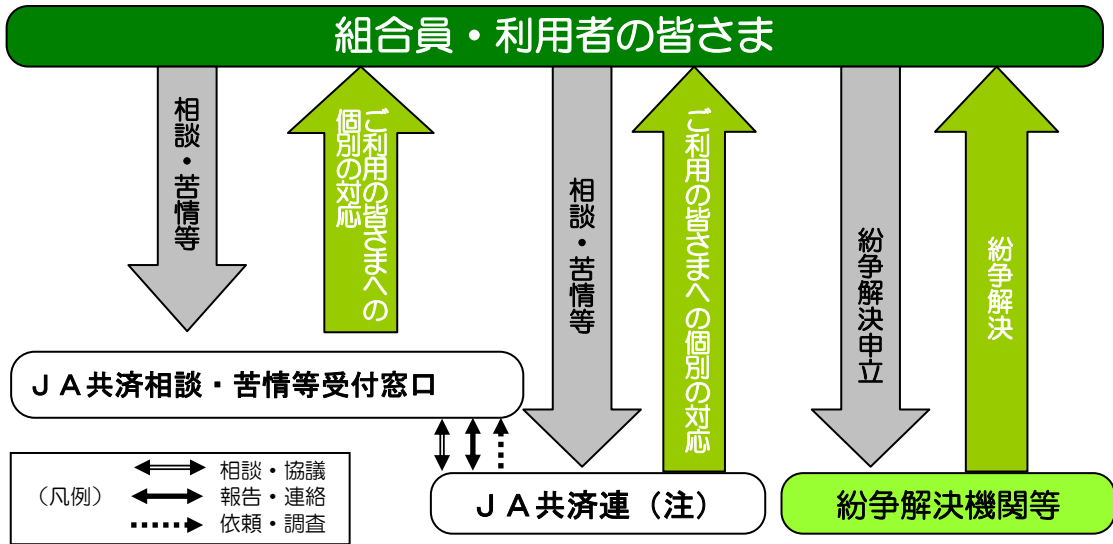 組合員・利用者の皆さま
相談・苦情等
ご利用の皆さまへの
個別の対応
相談・苦情等
ご利用の皆さまへの個別の対応
紛争解決申立
紛争解決
ＪＡ共済相談・苦情等受付窓口
（凡例）
相談・協議
報告・連絡
依頼・調査
ＪＡ共済連（注）
紛争解決機関等